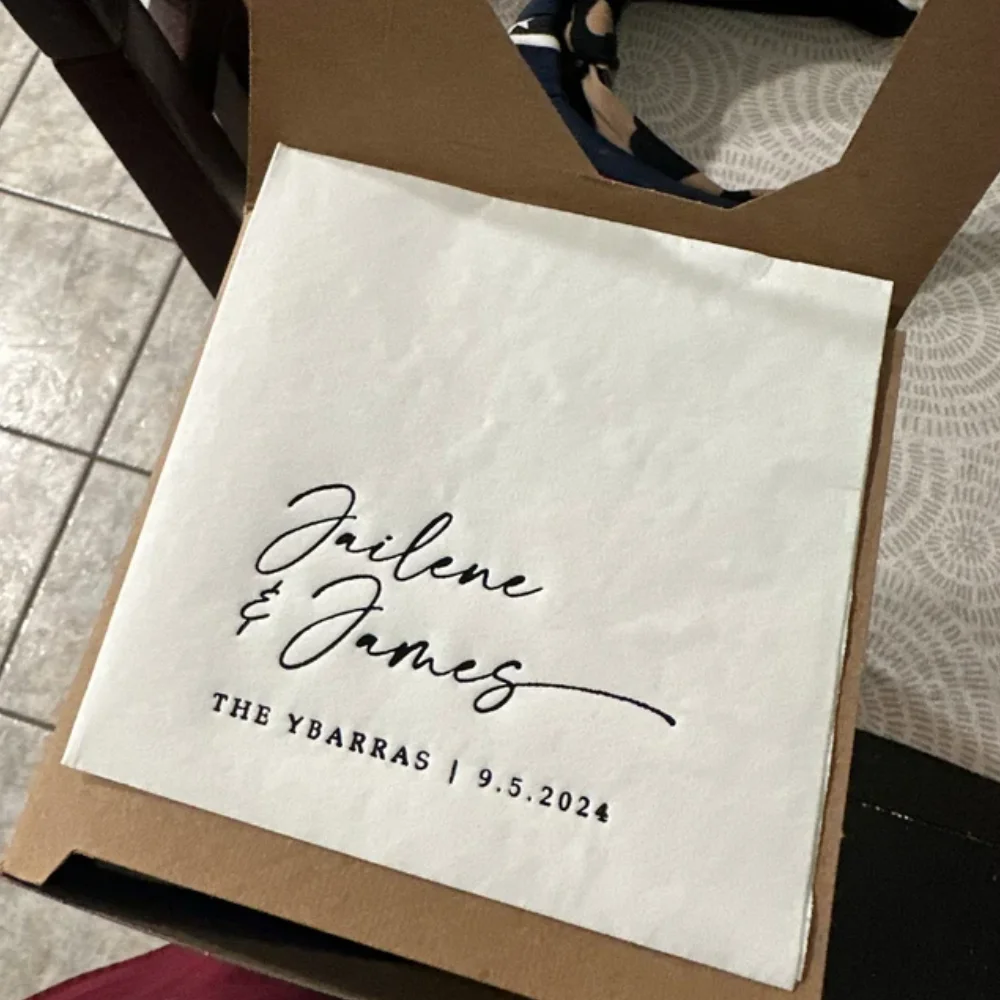 Jailene
& James
THE YBARRAS | 9.5.2024